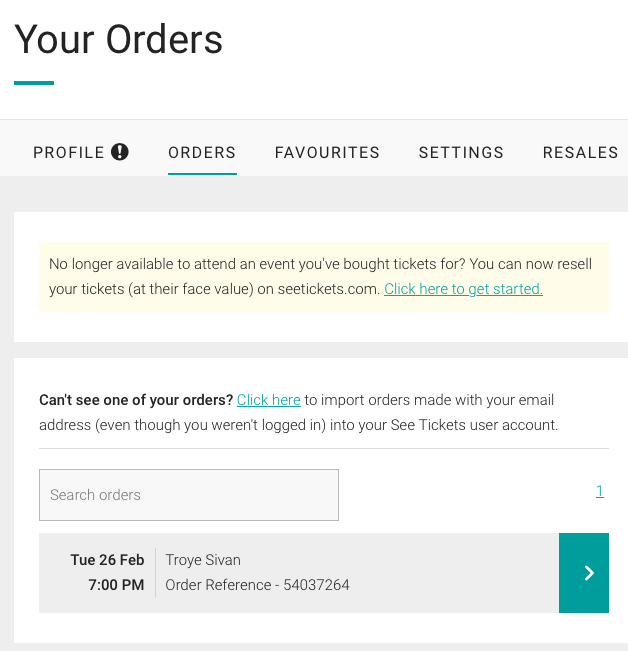 Your Orders
PROFILE ORDERS FAVOURITES SETTINGS RESALES
No longer available to attend an event you've bought tickets for? You can now resell
your tickets (at their face value) on seetickets.com. Click here to get started.
Can't see one of your orders? Click here to import orders made with your email
address (even though you weren't logged in) into your See Tickets user account.
Search orders
1
Tue 26 Feb
7:00 PM
Troye Sivan
Order Reference - 54037264